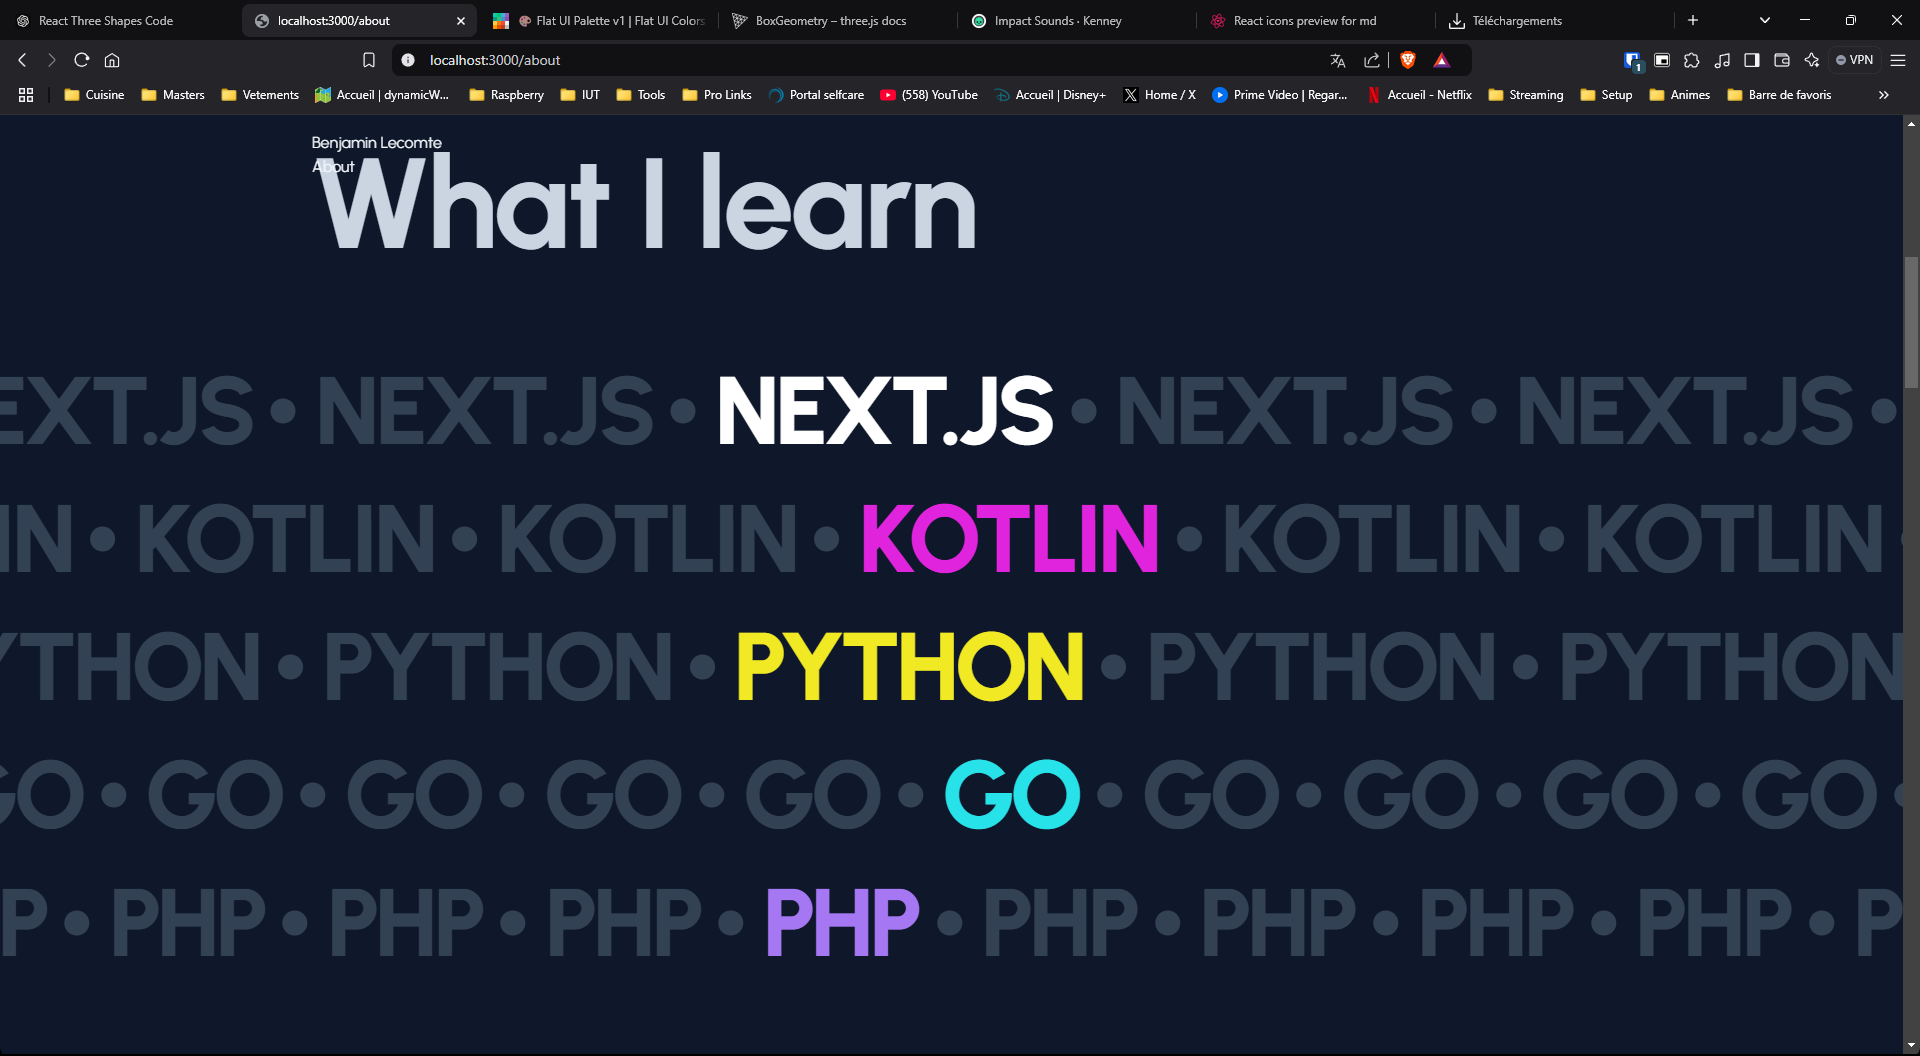 React Three Shapes Code
localhost:3000/about
Flat UI Palette v1 | Flat UI Colors
BoxGeometry – three.js docs
Impact Sounds · Kenney
React icons preview for md
Téléchargements
localhost:3000/about
1
VPN
Cuisine
Masters
Vetements
Accueil | dynamicW...
Raspberry
IUT
Tools
Pro Links
Portal selfcare
(558) YouTube
Accueil | Disney+
Home / X
Prime Video | Regar...
Accueil - Netflix
Streaming
Setup
Animes
Barre de favoris
»
Benjamin Lecomte
About
What I learn
EXT.JS • NEXT.JS • NEXT.JS • NEXT.JS • NEXT.JS •
IN • KOTLIN • KOTLIN • KOTLIN • KOTLIN • KOTLIN •
YTHON • PYTHON • PYTHON • PYTHON • PYTHON
GO • GO • GO • GO • GO • GO • GO • GO • GO • GO •
P • PHP • PHP • PHP • PHP • PHP • PHP • PHP • PHP • P